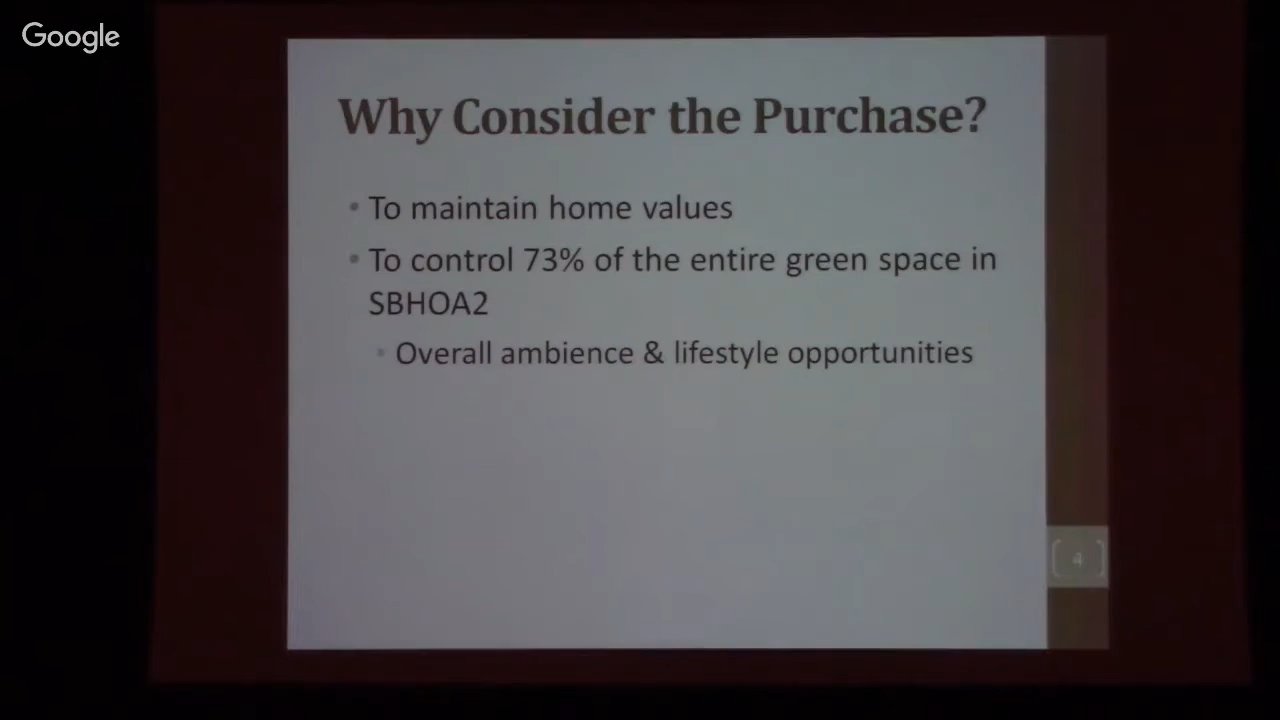 Google
Why Consider the Purchase?
• To maintain home values
• To control 73% of the entire green space in
SBHOA2
• Overall ambience & lifestyle opportunities
[ 4 ]